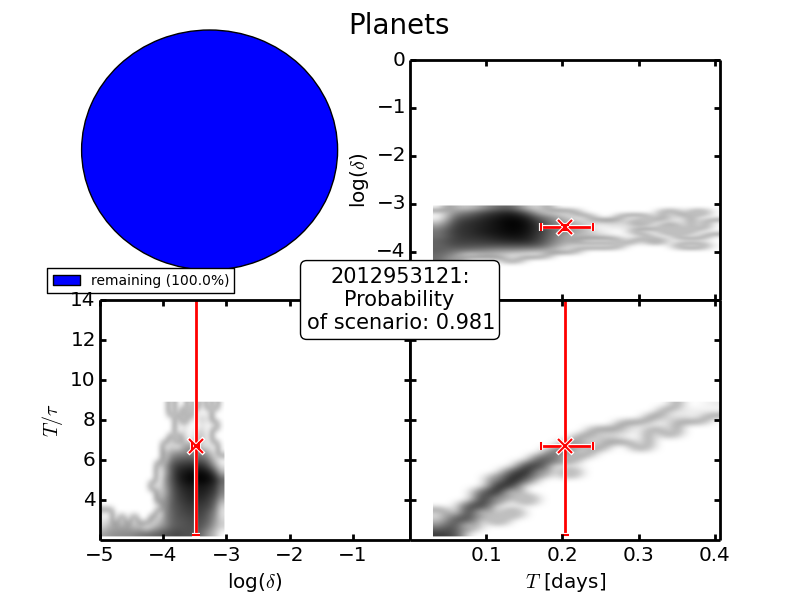 Planets
0
−1
−2
−3
−4
log(δ)
remaining (100.0%)
2012953121:
Probability
of scenario: 0.981
14
12
10
8
6
4
T/τ
−5 −4 −3 −2 −1
log(δ)
0.1 0.2 0.3 0.4
T [days]